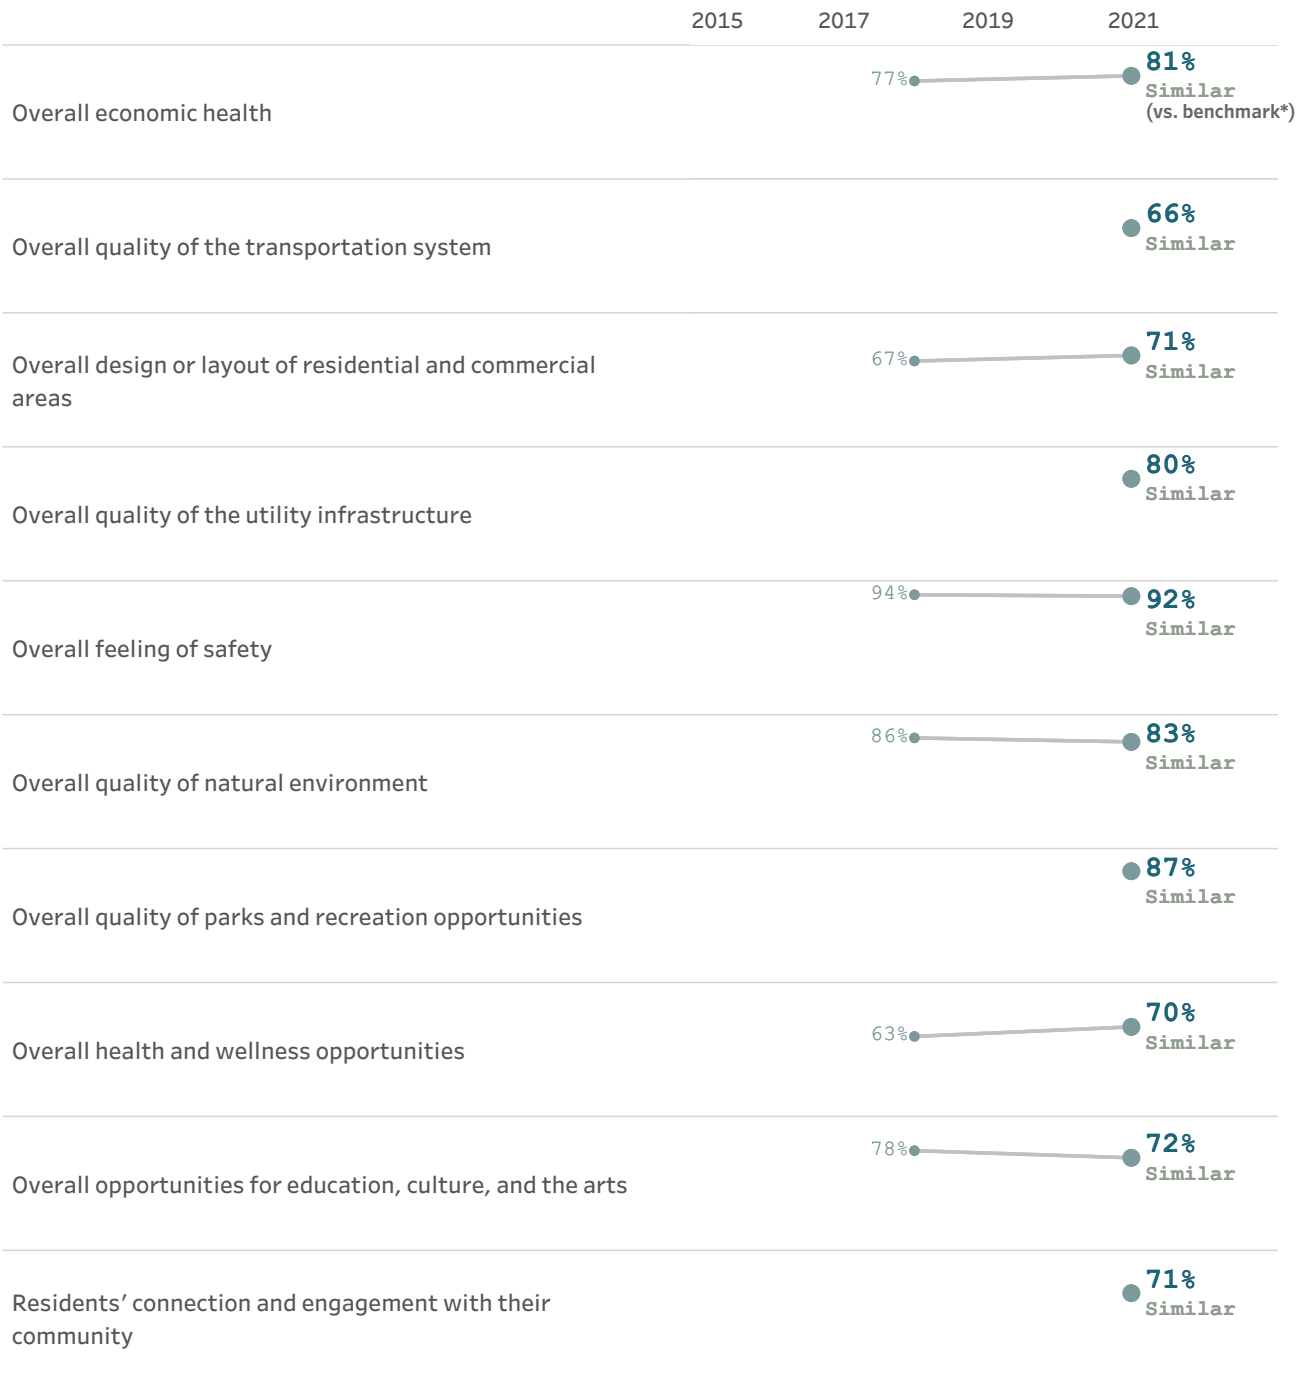 2015 2017 2019 2021
77% 81%
Similar
(vs. benchmark*)
Overall economic health
66%
Similar
Overall quality of the transportation system
67% 71%
Similar
Overall design or layout of residential and commercial
areas
80%
Similar
Overall quality of the utility infrastructure
94% 92%
Similar
Overall feeling of safety
86% 83%
Similar
Overall quality of natural environment
87%
Similar
Overall quality of parks and recreation opportunities
63% 70%
Similar
Overall health and wellness opportunities
78% 72%
Similar
Overall opportunities for education, culture, and the arts
71%
Similar
Residents’ connection and engagement with their
community